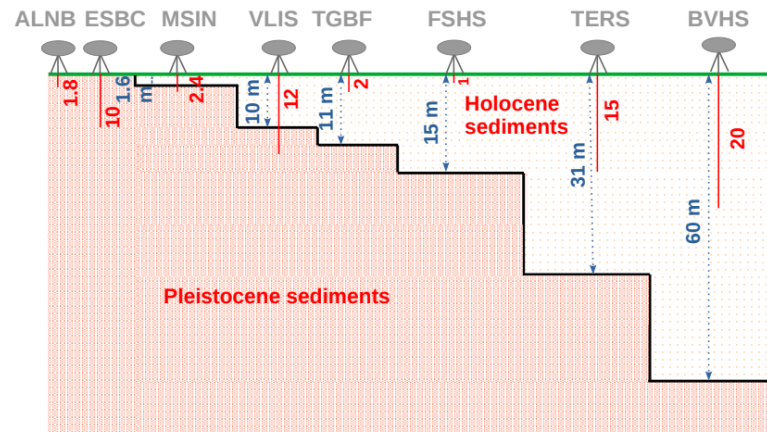 ALNB ESBC MSIN VLIS TGBF FSHS TERS BVHS
1.8
10
1.6 m
2.4
10 m
12
11 m
2
15 m
1
Holocene
sediments
31 m
15
60 m
20
Pleistocene sediments